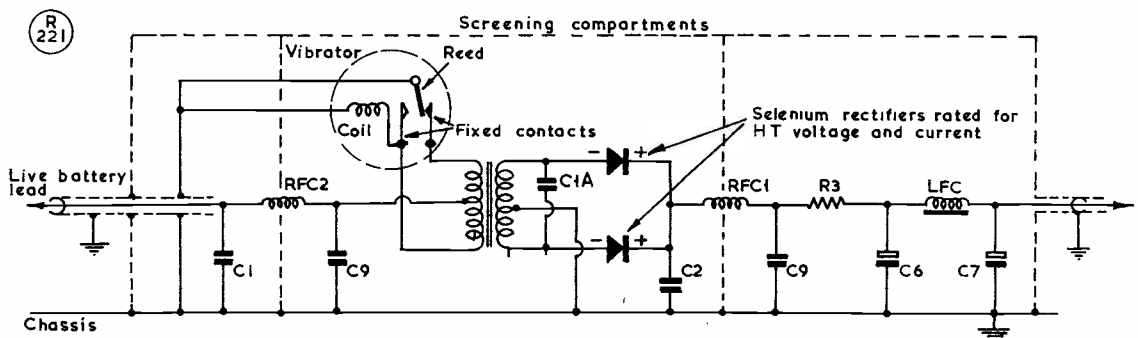 R
221
Screening compartments
Vibrator
Reed
Coil
Fixed contacts
Selenium rectifiers rated for
HT voltage and current
Live battery
lead
RFC2
C1A
- +
- +
RFC1
R3
LFC
C1
C9
C2
C9
C6
C7
Chassis